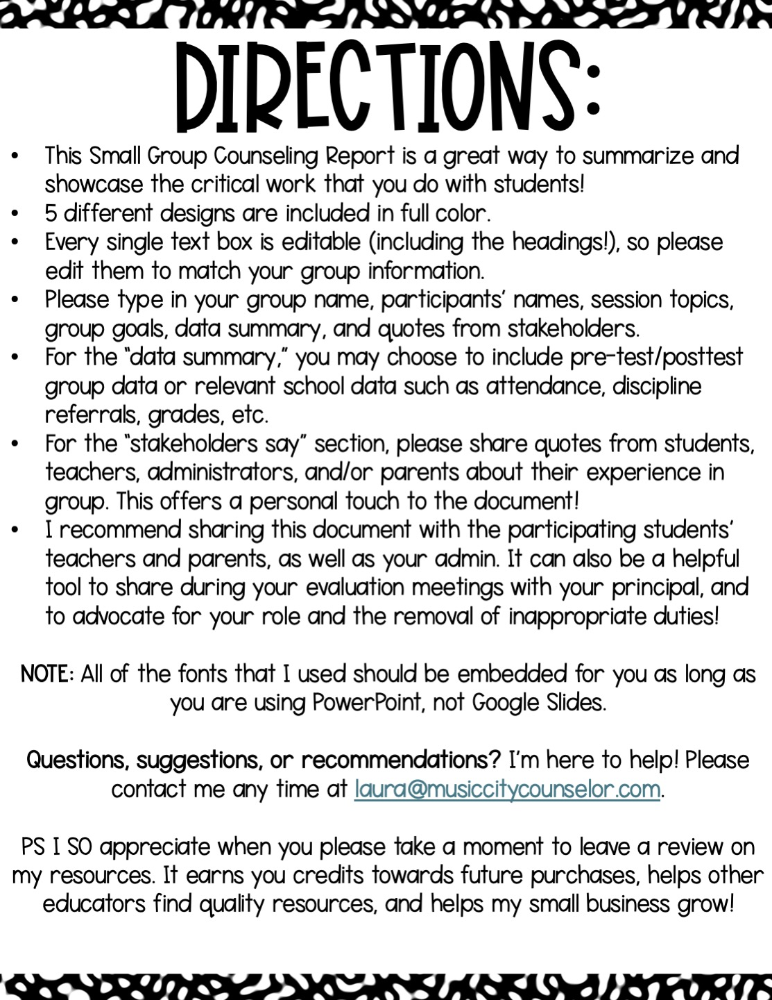 DIRECTIONS:
• This Small Group Counseling Report is a great way to summarize and
showcase the critical work that you do with students!
• 5 different designs are included in full color.
• Every single text box is editable (including the headings!), so please
edit them to match your group information.
• Please type in your group name, participants' names, session topics,
group goals, data summary, and quotes from stakeholders.
• For the "data summary," you may choose to include pre-test/posttest
group data or relevant school data such as attendance, discipline
referrals, grades, etc.
• For the "stakeholders say" section, please share quotes from students,
teachers, administrators, and/or parents about their experience in
group. This offers a personal touch to the document!
• I recommend sharing this document with the participating students'
teachers and parents, as well as your admin. It can also be a helpful
tool to share during your evaluation meetings with your principal, and
to advocate for your role and the removal of inappropriate duties!
NOTE: All of the fonts that I used should be embedded for you as long as
you are using PowerPoint, not Google Slides.
Questions, suggestions, or recommendations? I'm here to help! Please
contact me any time at laura@musiccitycounselor.com.
PS I SO appreciate when you please take a moment to leave a review on
my resources. It earns you credits towards future purchases, helps other
educators find quality resources, and helps my small business grow!